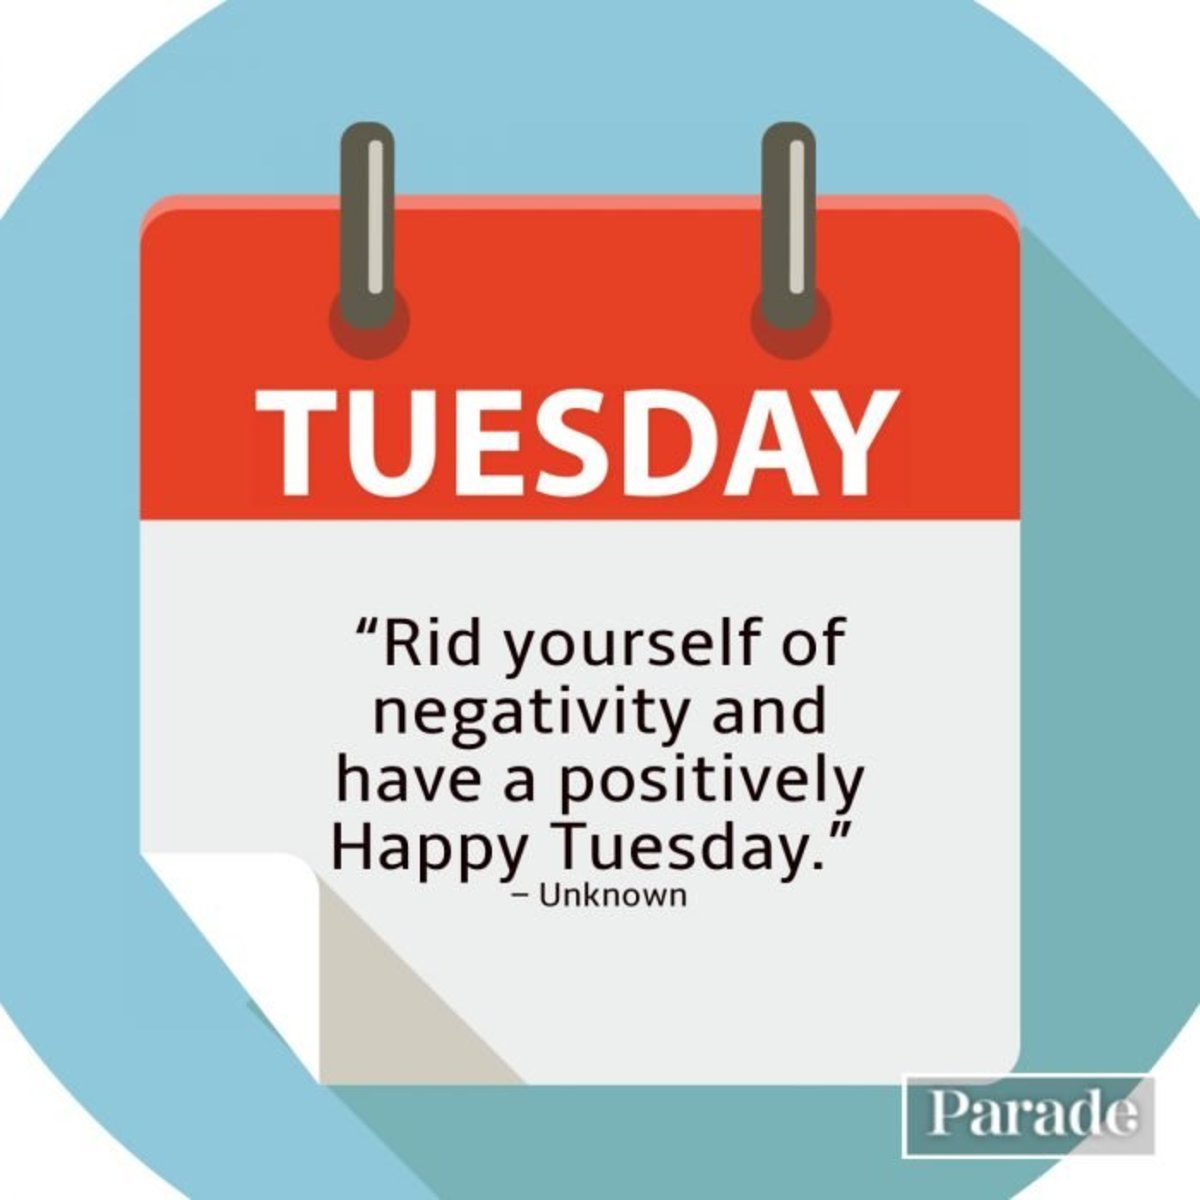 TUESDAY
“Rid yourself of
negativity and
have a positively
Happy Tuesday.”
– Unknown
Parade